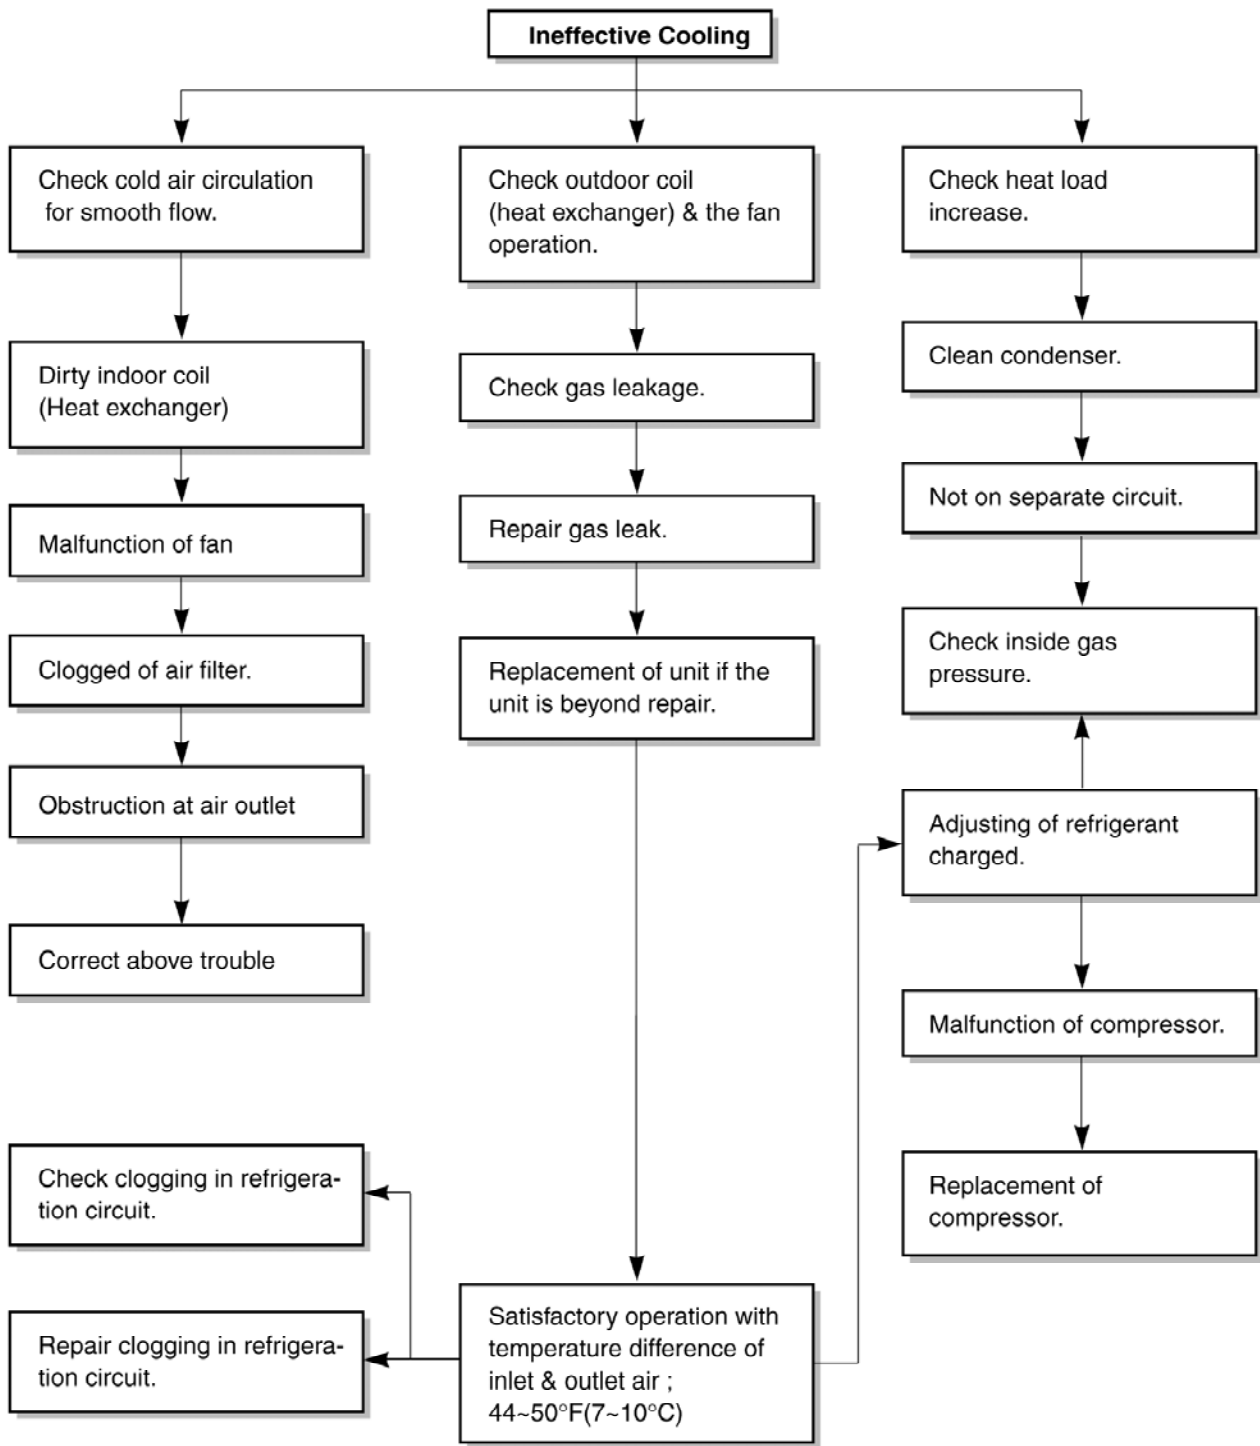 Ineffective Cooling
Check cold air circulation
for smooth flow.
Dirty indoor coil
(Heat exchanger)
Malfunction of fan
Clogged of air filter.
Obstruction at air outlet
Correct above trouble
Check clogging in refrigera-
tion circuit.
Repair clogging in refrigera-
tion circuit.
Check outdoor coil
(heat exchanger) & the fan
operation.
Check gas leakage.
Repair gas leak.
Replacement of unit if the
unit is beyond repair.
Satisfactory operation with
temperature difference of
inlet & outlet air ;
44~50°F(7~10°C)
Check heat load
increase.
Clean condenser.
Not on separate circuit.
Check inside gas
pressure.
Adjusting of refrigerant
charged.
Malfunction of compressor.
Replacement of
compressor.